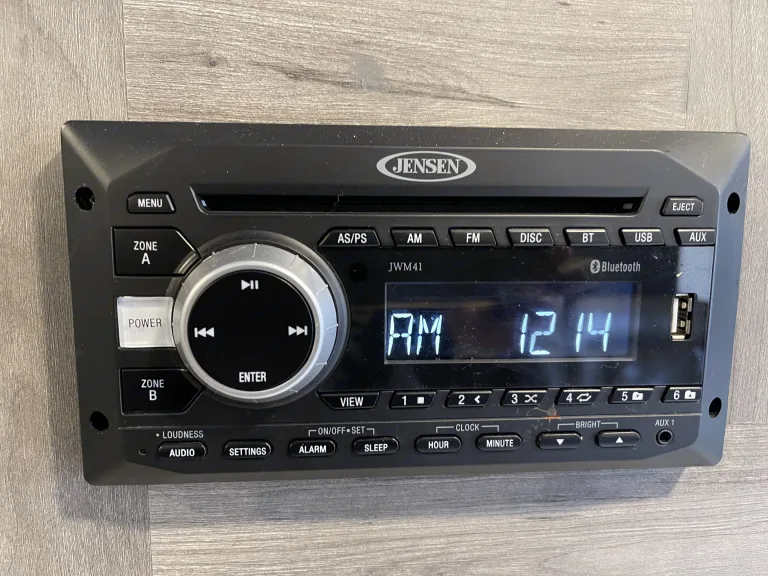 JENSEN
MENU
EJECT
AS/PS AM FM DISC BT USB AUX
ZONE
A
JWM41 Bluetooth
POWER
ENTER
AM 12 14
ZONE
B
VIEW 1 2 3 4 5 6
• LOUDNESS ON/OFF•SET CLOCK BRIGHT AUX 1
AUDIO SETTINGS ALARM SLEEP HOUR MINUTE